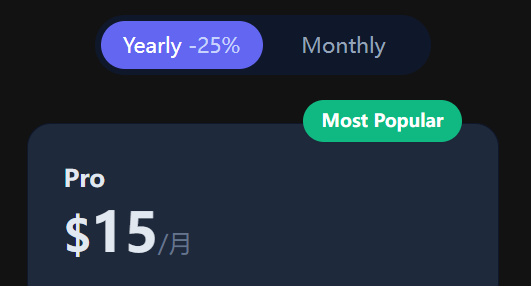 Yearly -25% Monthly
Most Popular
Pro
$15/月